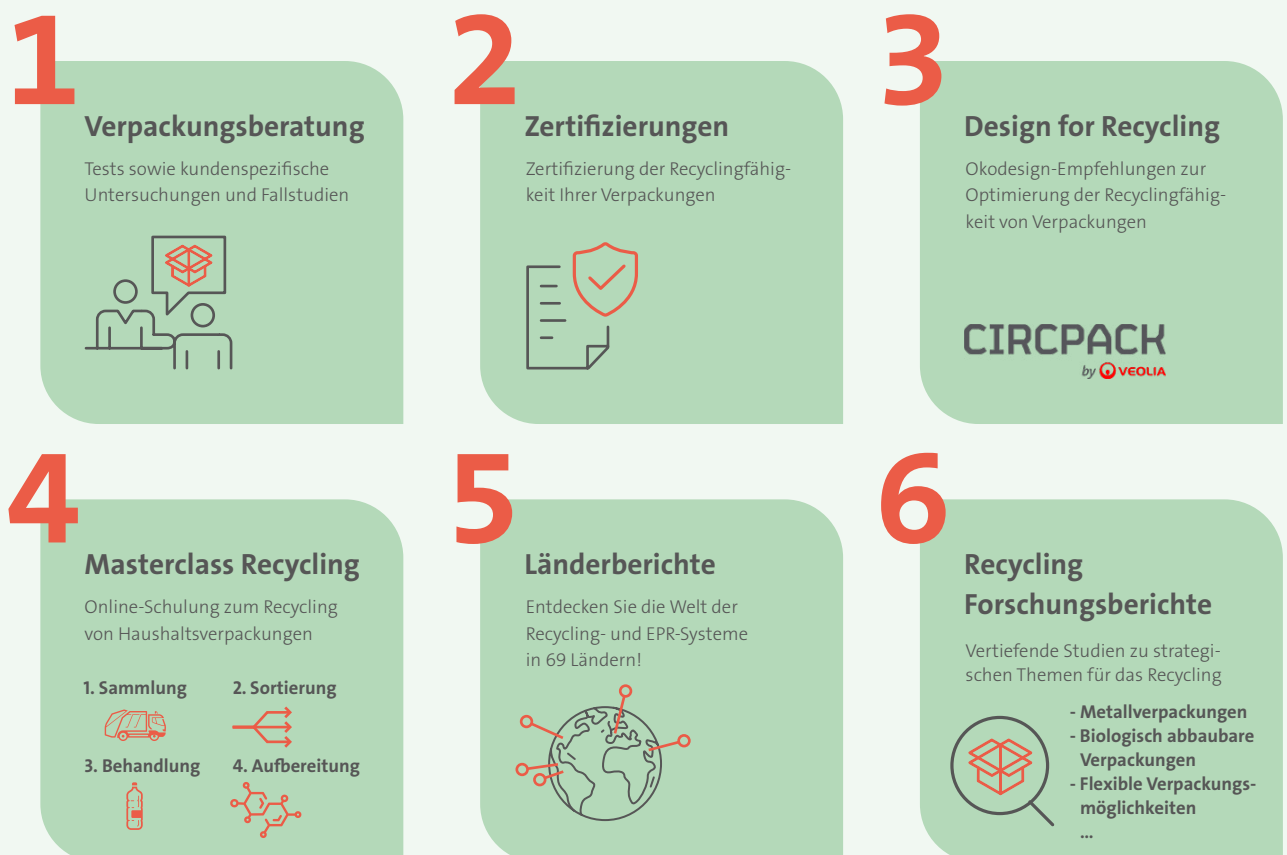 1
Verpackungsberatung
Tests sowie kundenspezifische
Untersuchungen und Fallstudien
2
Zertifizierungen
Zertifizierung der Recyclingfähig-
keit Ihrer Verpackungen
3
Design for Recycling
Okodesign-Empfehlungen zur
Optimierung der Recyclingfähig-
keit von Verpackungen
CIRCPACK
by VEOLIA
4
Masterclass Recycling
Online-Schulung zum Recycling
von Haushaltsverpackungen
1. Sammlung
2. Sortierung
3. Behandlung
4. Aufbereitung
5
Länderberichte
Entdecken Sie die Welt der
Recycling- und EPR-Systeme
in 69 Ländern!
6
Recycling
Forschungsberichte
Vertiefende Studien zu strategi-
schen Themen für das Recycling
- Metallverpackungen
- Biologisch abbaubare
Verpackungen
- Flexible Verpackungs-
möglichkeiten
...